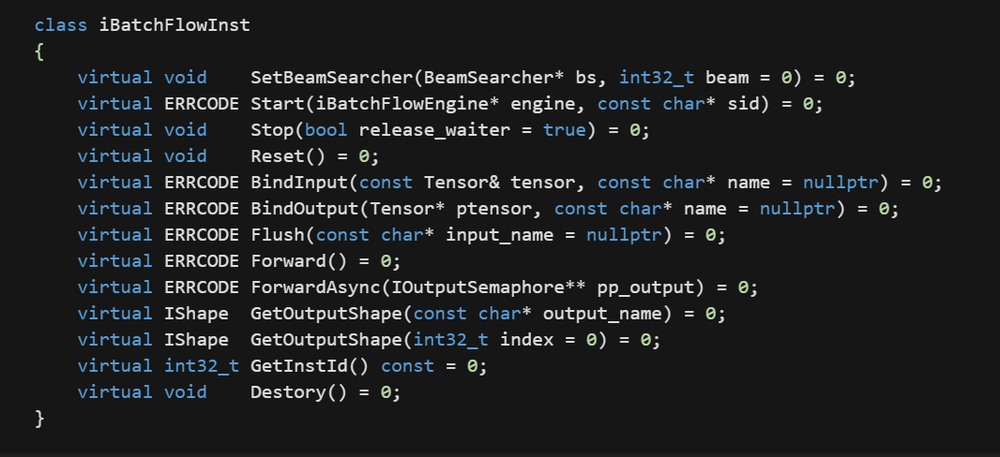 class iBatchFlowInst
{
    virtual void    SetBeamSearcher(BeamSearcher* bs, int32_t beam = 0) = 0;
    virtual ERRCODE Start(iBatchFlowEngine* engine, const char* sid) = 0;
    virtual void    Stop(bool release_waiter = true) = 0;
    virtual void    Reset() = 0;
    virtual ERRCODE BindInput(const Tensor& tensor, const char* name = nullptr) = 0;
    virtual ERRCODE BindOutput(Tensor* ptensor, const char* name = nullptr) = 0;
    virtual ERRCODE Flush(const char* input_name = nullptr) = 0;
    virtual ERRCODE Forward() = 0;
    virtual ERRCODE ForwardAsync(IOutputSemaphore** pp_output) = 0;
    virtual IShape  GetOutputShape(const char* output_name) = 0;
    virtual IShape  GetOutputShape(int32_t index = 0) = 0;
    virtual int32_t GetInstId() const = 0;
    virtual void    Destory() = 0;
}